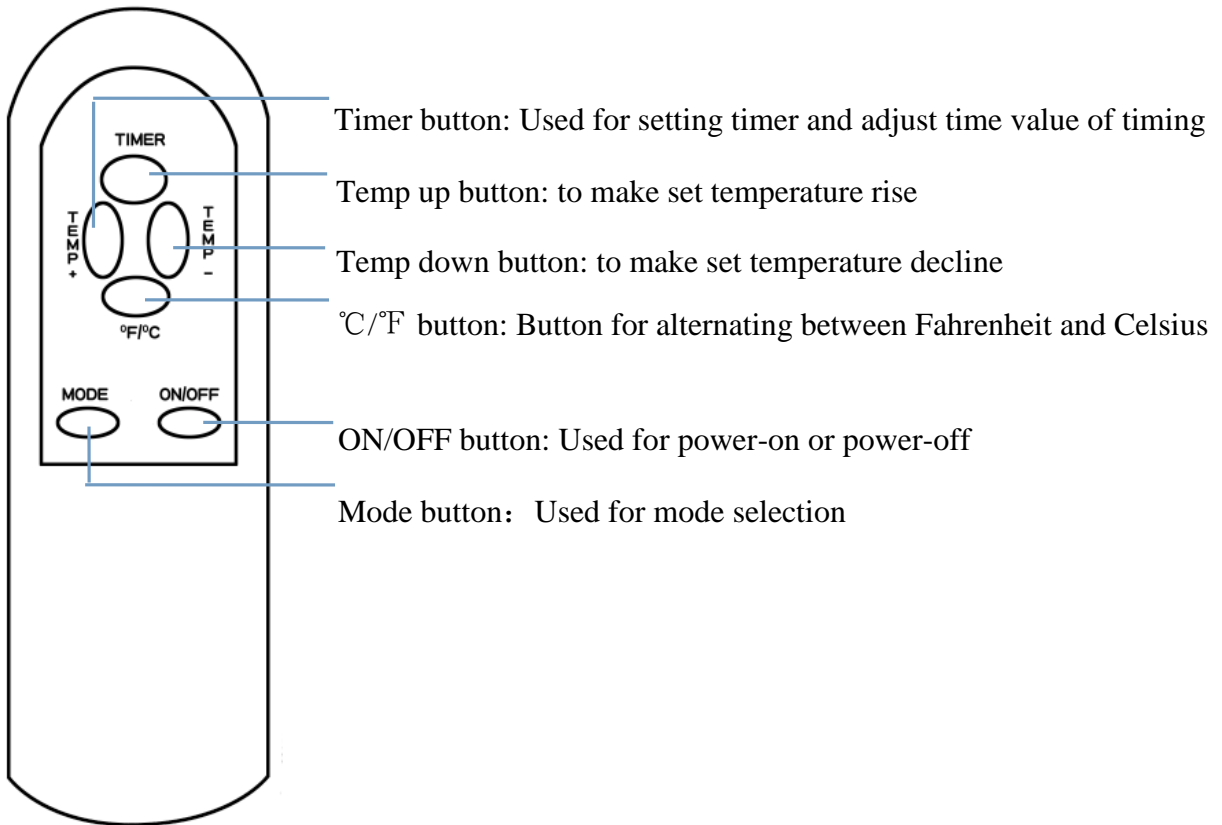 Timer button: Used for setting timer and adjust time value of timing
TIMER
Temp up button: to make set temperature rise
TEMP+
TEMP-
Temp down button: to make set temperature decline
℃/℉ button: Button for alternating between Fahrenheit and Celsius
°F/°C
MODE
ON/OFF
ON/OFF button: Used for power-on or power-off
Mode button： Used for mode selection